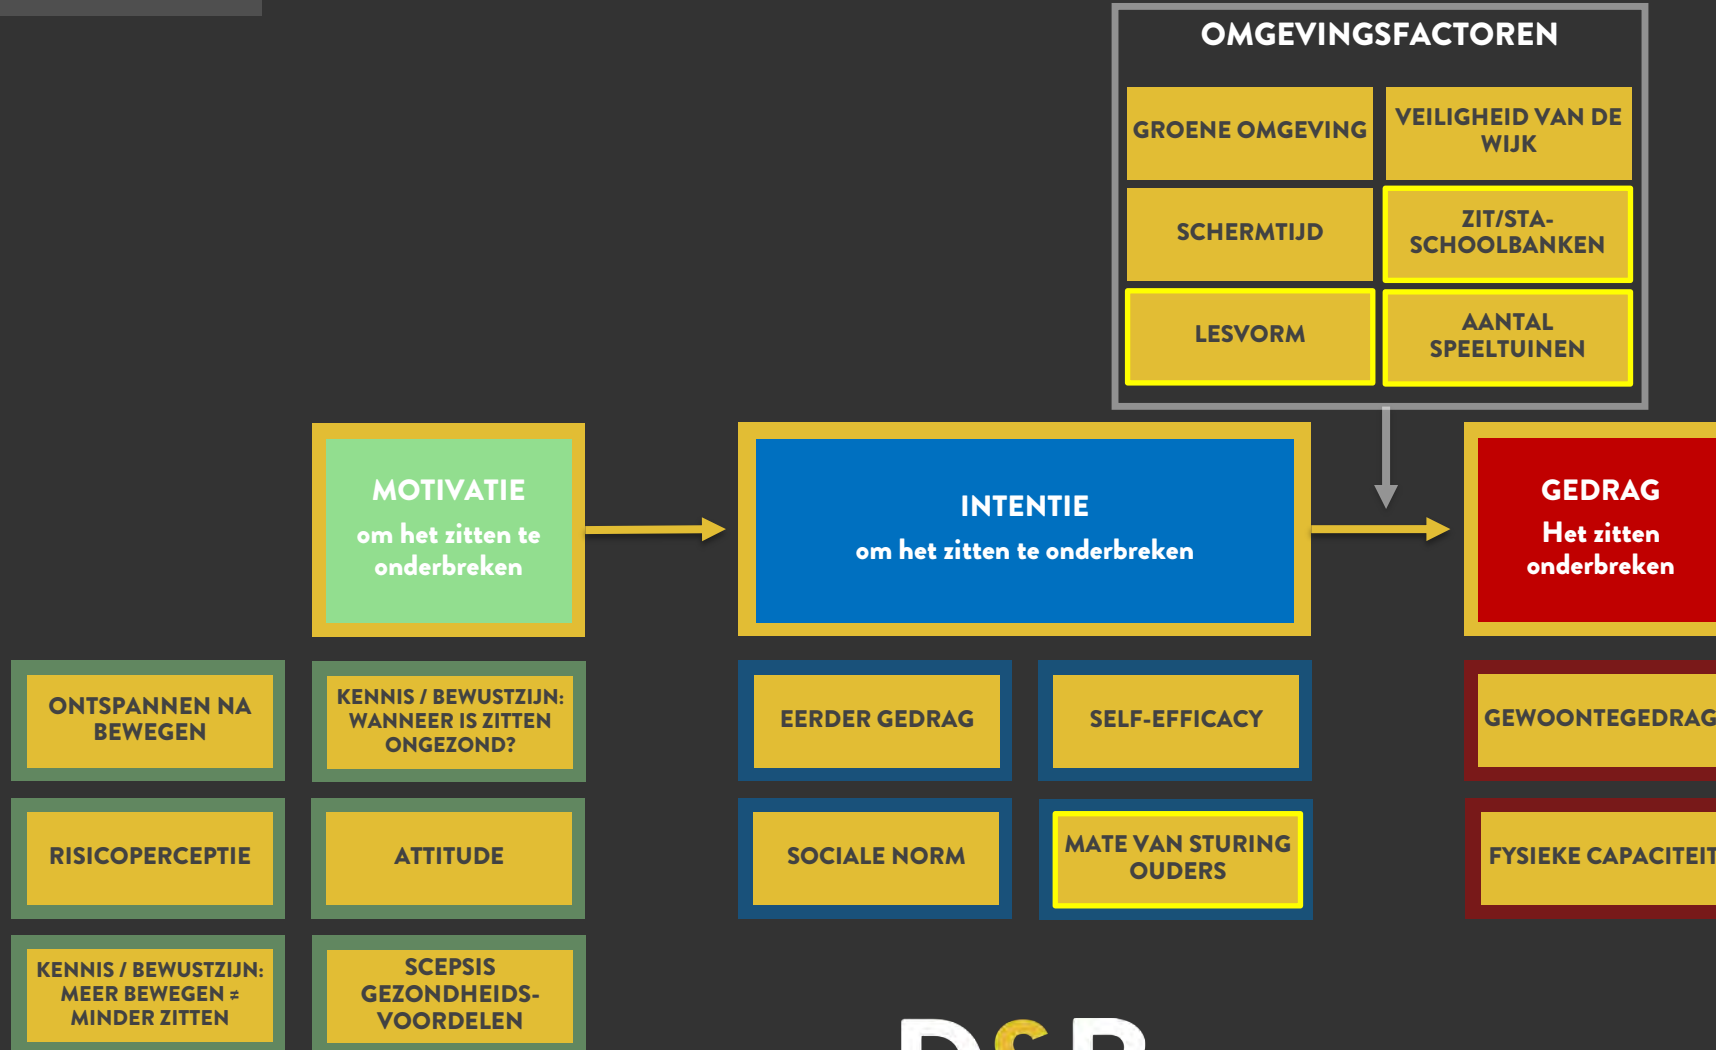 OMGEVINGSFACTOREN
GROENE OMGEVING
VEILIGHEID VAN DE
WIJK
SCHERMTIJD
ZIT/STA-
SCHOOLBANKEN
LESVORM
AANTAL
SPEELTUINEN
MOTIVATIE
om het zitten te
onderbreken
INTENTIE
om het zitten te onderbreken
GEDRAG
Het zitten
onderbreken
ONTSPANNEN NA
BEWEGEN
KENNIS / BEWUSTZIJN:
WANNEER IS ZITTEN
ONGEZOND?
EERDER GEDRAG
SELF-EFFICACY
GEWOONTEGEDRAG
RISICOPERCEPTIE
ATTITUDE
SOCIALE NORM
MATE VAN STURING
OUDERS
FYSIEKE CAPACITEIT
KENNIS / BEWUSTZIJN:
MEER BEWEGEN ≠
MINDER ZITTEN
SCEPSIS
GEZONDHEIDS-
VOORDELEN